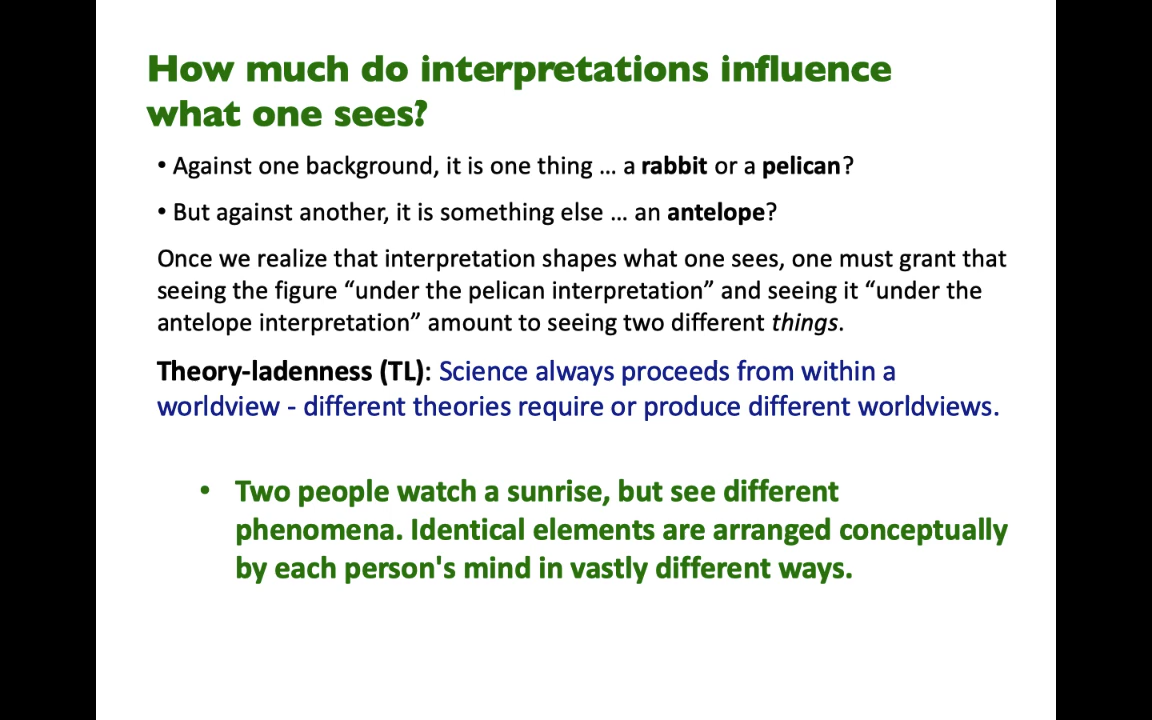 How much do interpretations influence
what one sees?
• Against one background, it is one thing … a rabbit or a pelican?
• But against another, it is something else … an antelope?
Once we realize that interpretation shapes what one sees, one must grant that
seeing the figure “under the pelican interpretation” and seeing it “under the
antelope interpretation” amount to seeing two different things.
Theory-ladenness (TL): Science always proceeds from within a
worldview - different theories require or produce different worldviews.
• Two people watch a sunrise, but see different
phenomena. Identical elements are arranged conceptually
by each person's mind in vastly different ways.